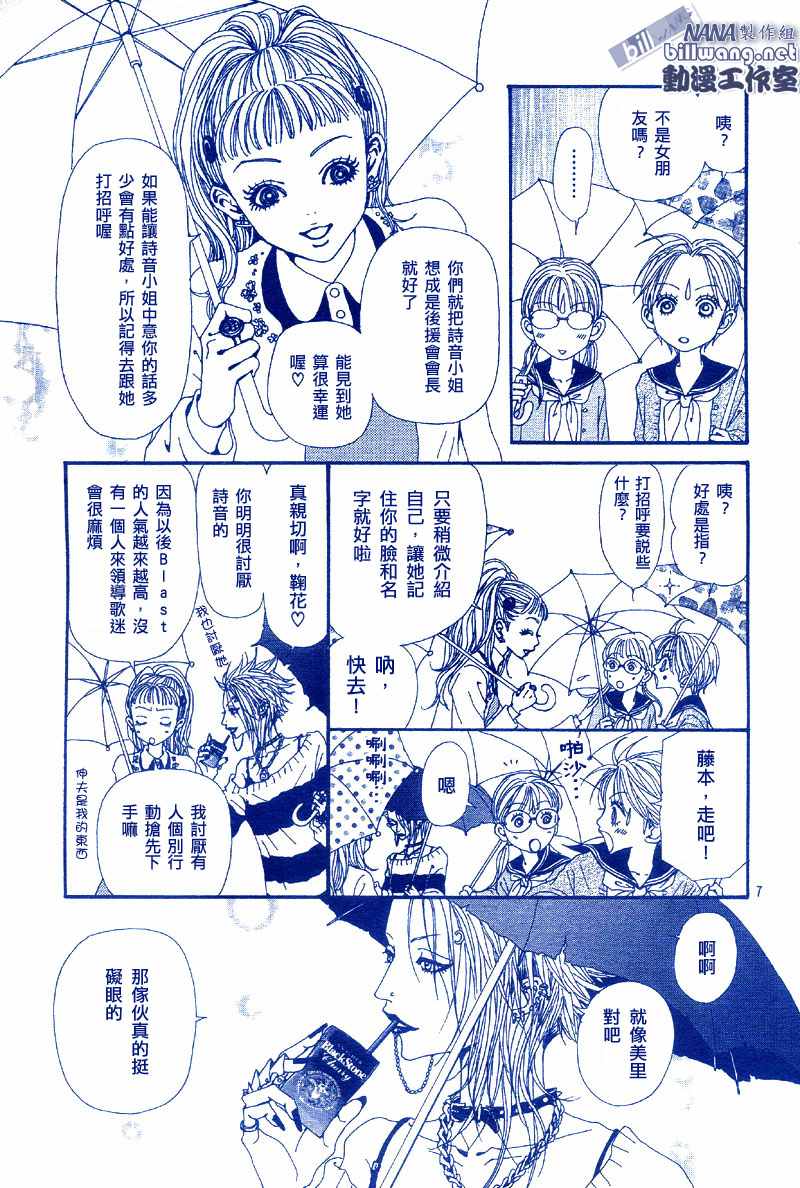 bill
NANA製作組
billwang.net
動漫工作室
咦？
不是女朋
友嗎？
⋯⋯⋯
你們就把詩音小姐
想成是後援會會長
就好了
能見到她
算很幸運
喔♡
如果能讓詩音小姐中意你的話多
少會有點好處，所以記得去跟她
打招呼喔
咦？
好處是指？
打招呼要説些
什麼？
只要稍微介紹
自己，讓她記
住你的臉和名
字就好啦
吶，
快去！
真親切啊，鞠花♡
你明明很討厭
詩音的
我也討厭她
因為以後Blast
的人氣越來越高，沒
有一個人來領導歌迷
會很麻煩
我討厭有
人個別行
動搶先下
手嘛
伸夫是我的東西
藤本，走吧！
啪沙
嗯
唰唰唰
7
啊啊
就像美里
對吧
那傢伙真的挺
礙眼的
BlackStone
Cherry